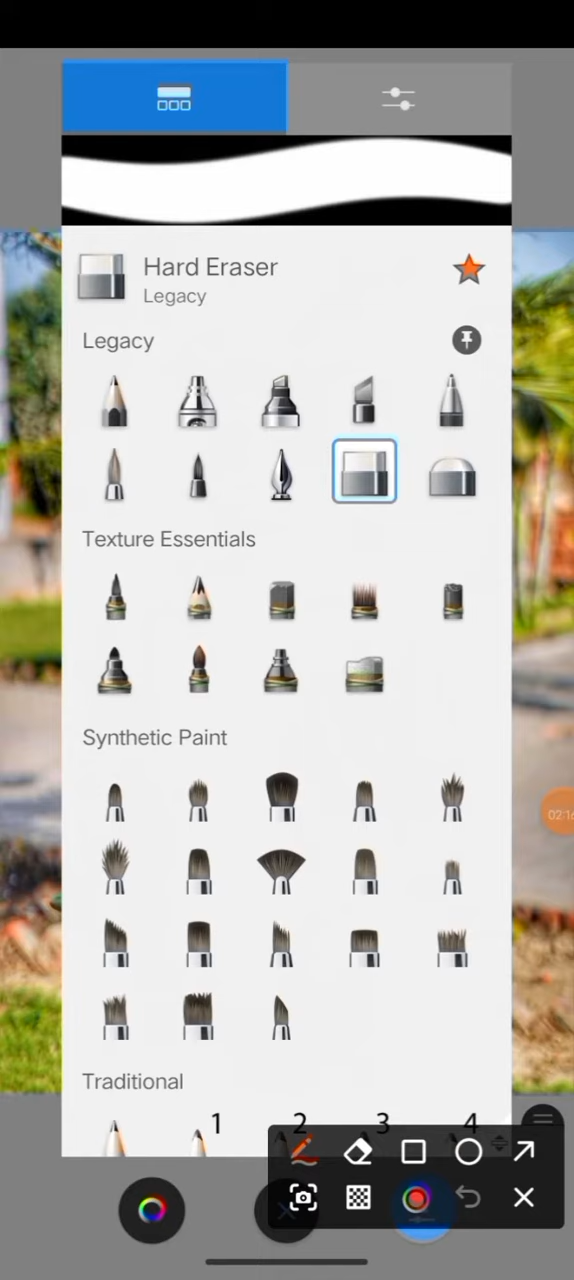 Hard Eraser
Legacy
Legacy
Texture Essentials
Synthetic Paint
Traditional
1 2 3 4